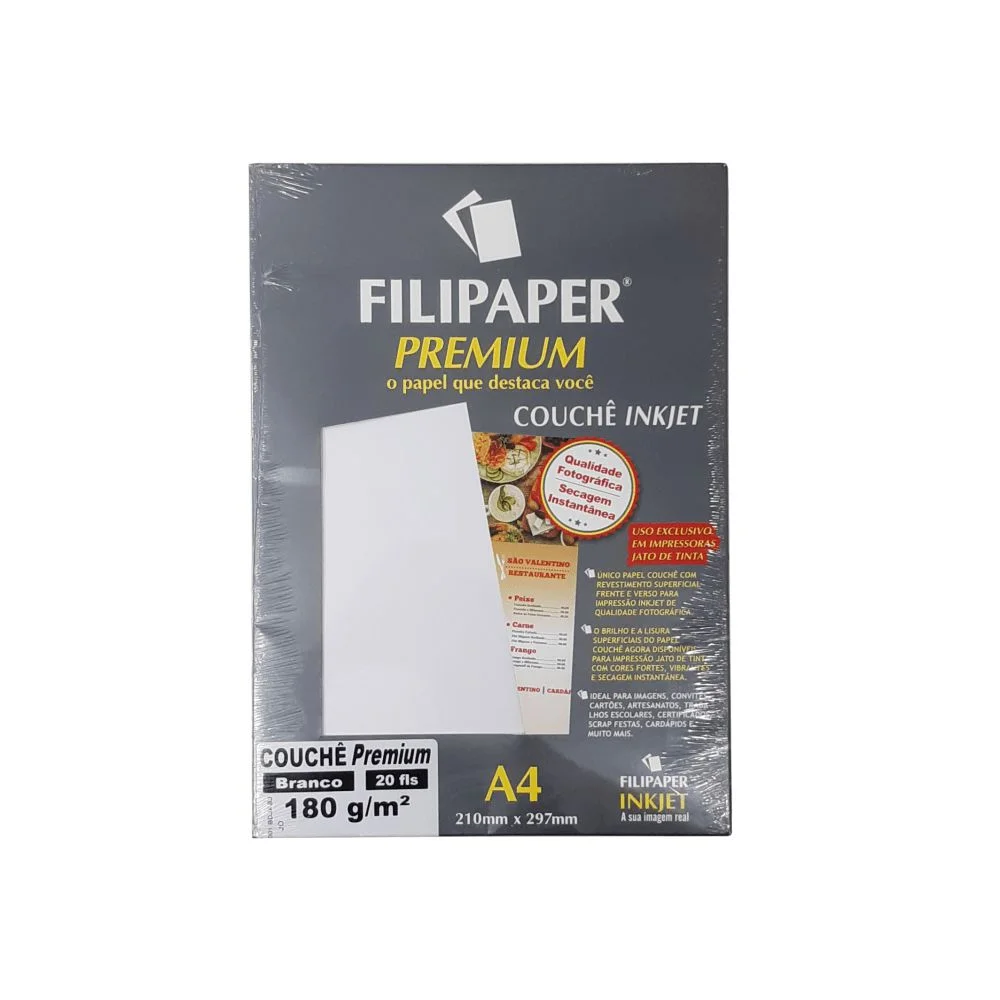 FILIPAPER®
PREMIUM
o papel que destaca você
COUCHÊ INKJET
Qualidade
Fotográfica
Secagem
Instantânea
USO EXCLUSIVO
EM IMPRESSORAS
JATO DE TINTA
SÃO VALENTINO
RESTAURANTE
• Peixe
• Carne
Frango
ÚNICO PAPEL COUCHÊ COM
REVESTIMENTO SUPERFICIAL
FRENTE E VERSO PARA
IMPRESSÃO INKJET DE
QUALIDADE FOTOGRÁFICA.
O BRILHO E A LISURA
SUPERFICIAIS DO PAPEL
COUCHÊ AGORA DISPONÍVEIS
PARA IMPRESSÃO JATO DE TINTA
COM CORES FORTES, VIBRANTES
E SECAGEM INSTANTÂNEA.
IDEAL PARA IMAGENS, CONVITES,
CARTÕES, ARTESANATOS, TRABA
LHOS ESCOLARES, CERTIFICADOS
SCRAP FESTAS, CARDÁPIOS E
MUITO MAIS.
COUCHÊ Premium
Branco 20 fls
180 g/m²
A4
210mm x 297mm
FILIPAPER
INKJET
A sua imagem real